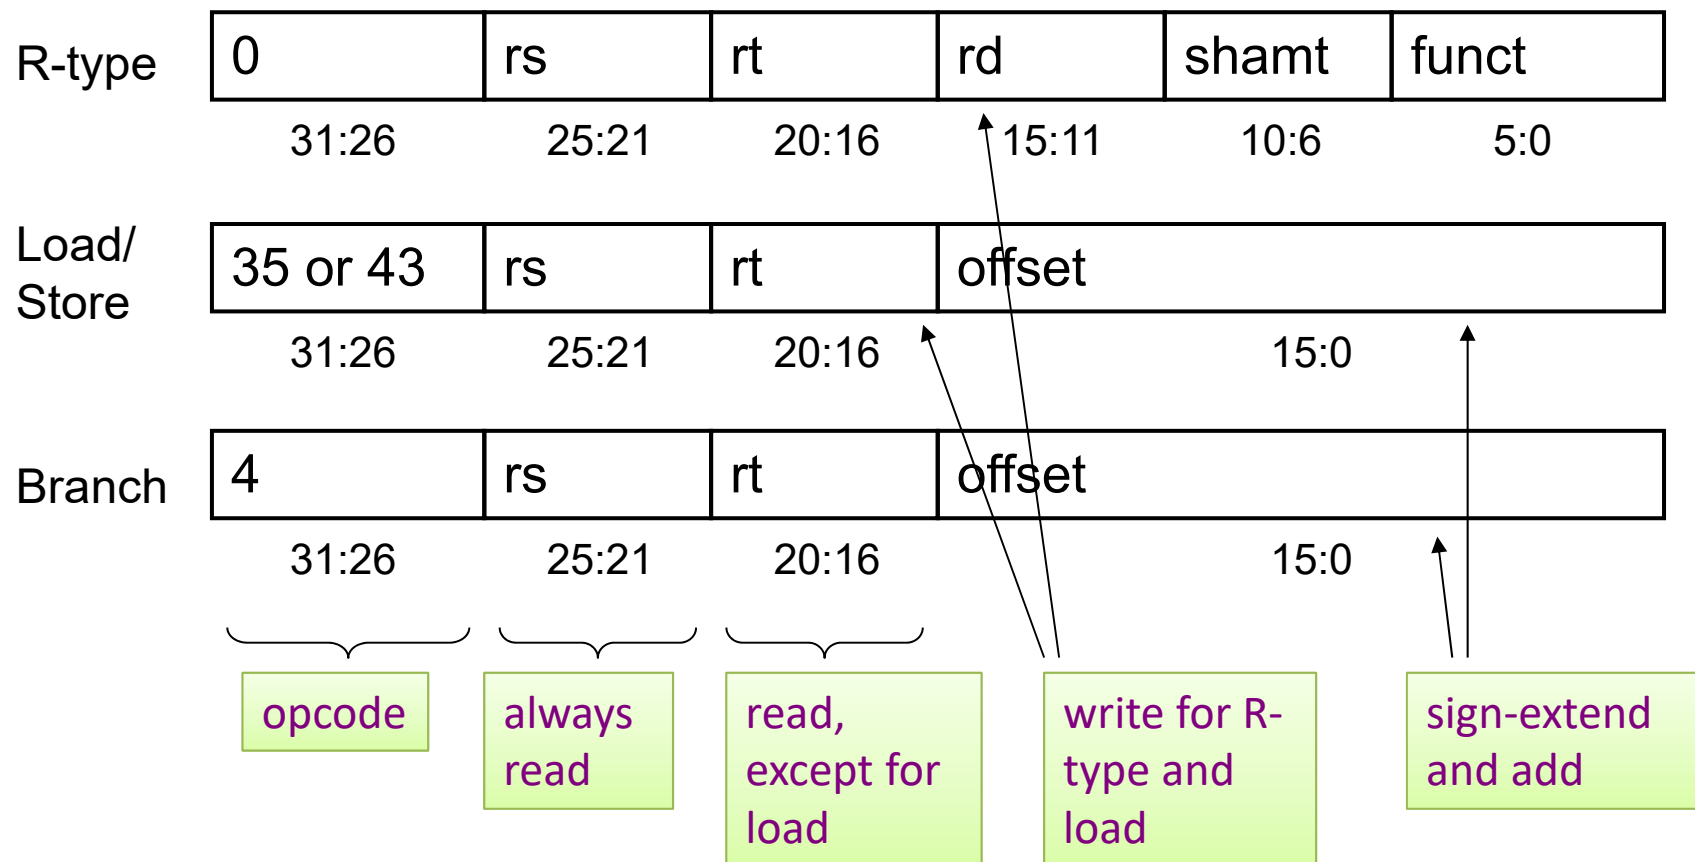 R-type 0 rs rt rd shamt funct
31:26 25:21 20:16 15:11 10:6 5:0
Load/
Store
35 or 43 rs rt offset
31:26 25:21 20:16 15:0
Branch 4 rs rt offset
31:26 25:21 20:16 15:0
opcode
always
read
read,
except for
load
write for R-
type and
load
sign-extend
and add